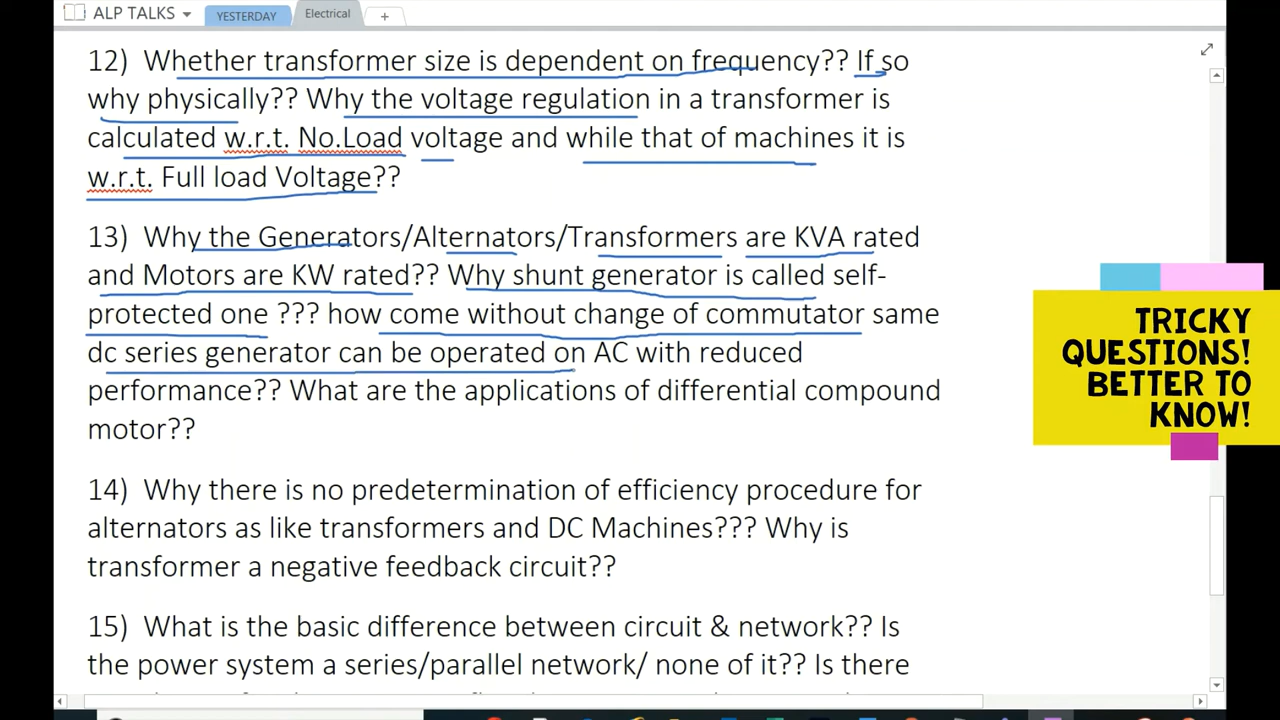 ALP TALKS
YESTERDAY
Electrical
12) Whether transformer size is dependent on frequency?? If so
why physically?? Why the voltage regulation in a transformer is
calculated w.r.t. No.Load voltage and while that of machines it is
w.r.t. Full load Voltage??
13) Why the Generators/Alternators/Transformers are KVA rated
and Motors are KW rated?? Why shunt generator is called self-
protected one ??? how come without change of commutator same
dc series generator can be operated on AC with reduced
performance?? What are the applications of differential compound
motor??
14) Why there is no predetermination of efficiency procedure for
alternators as like transformers and DC Machines??? Why is
transformer a negative feedback circuit??
15) What is the basic difference between circuit & network?? Is
the power system a series/parallel network/ none of it?? Is there
TRICKY
QUESTIONS!
BETTER TO
KNOW!